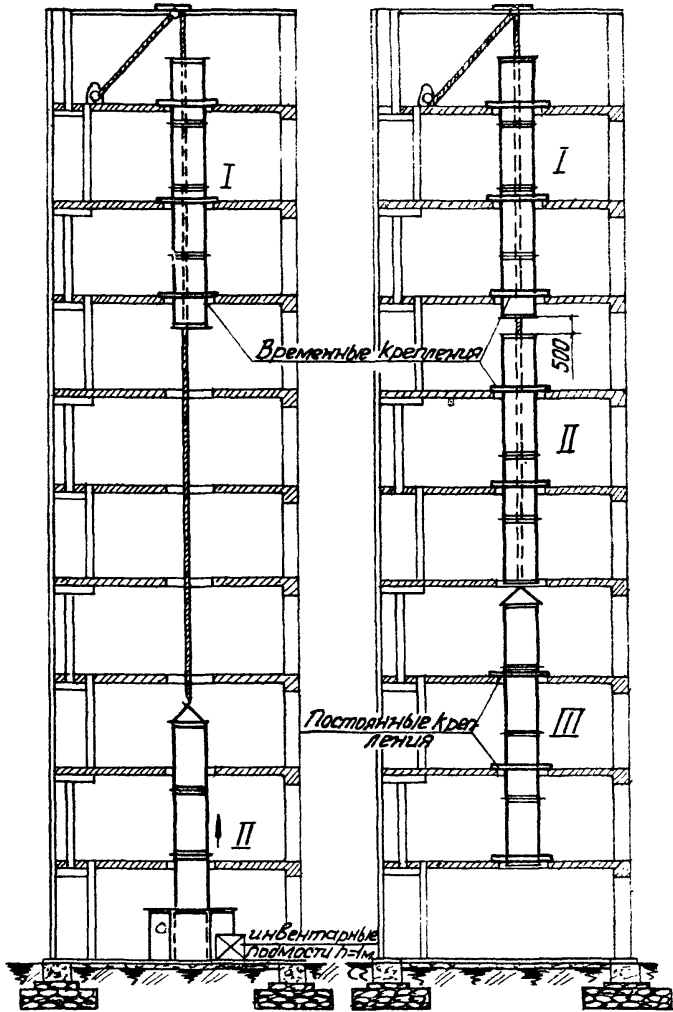 I
I
Временные крепления
500
II
Постоянные креп-
ления
III
II
инвентарные
подмости h=1м